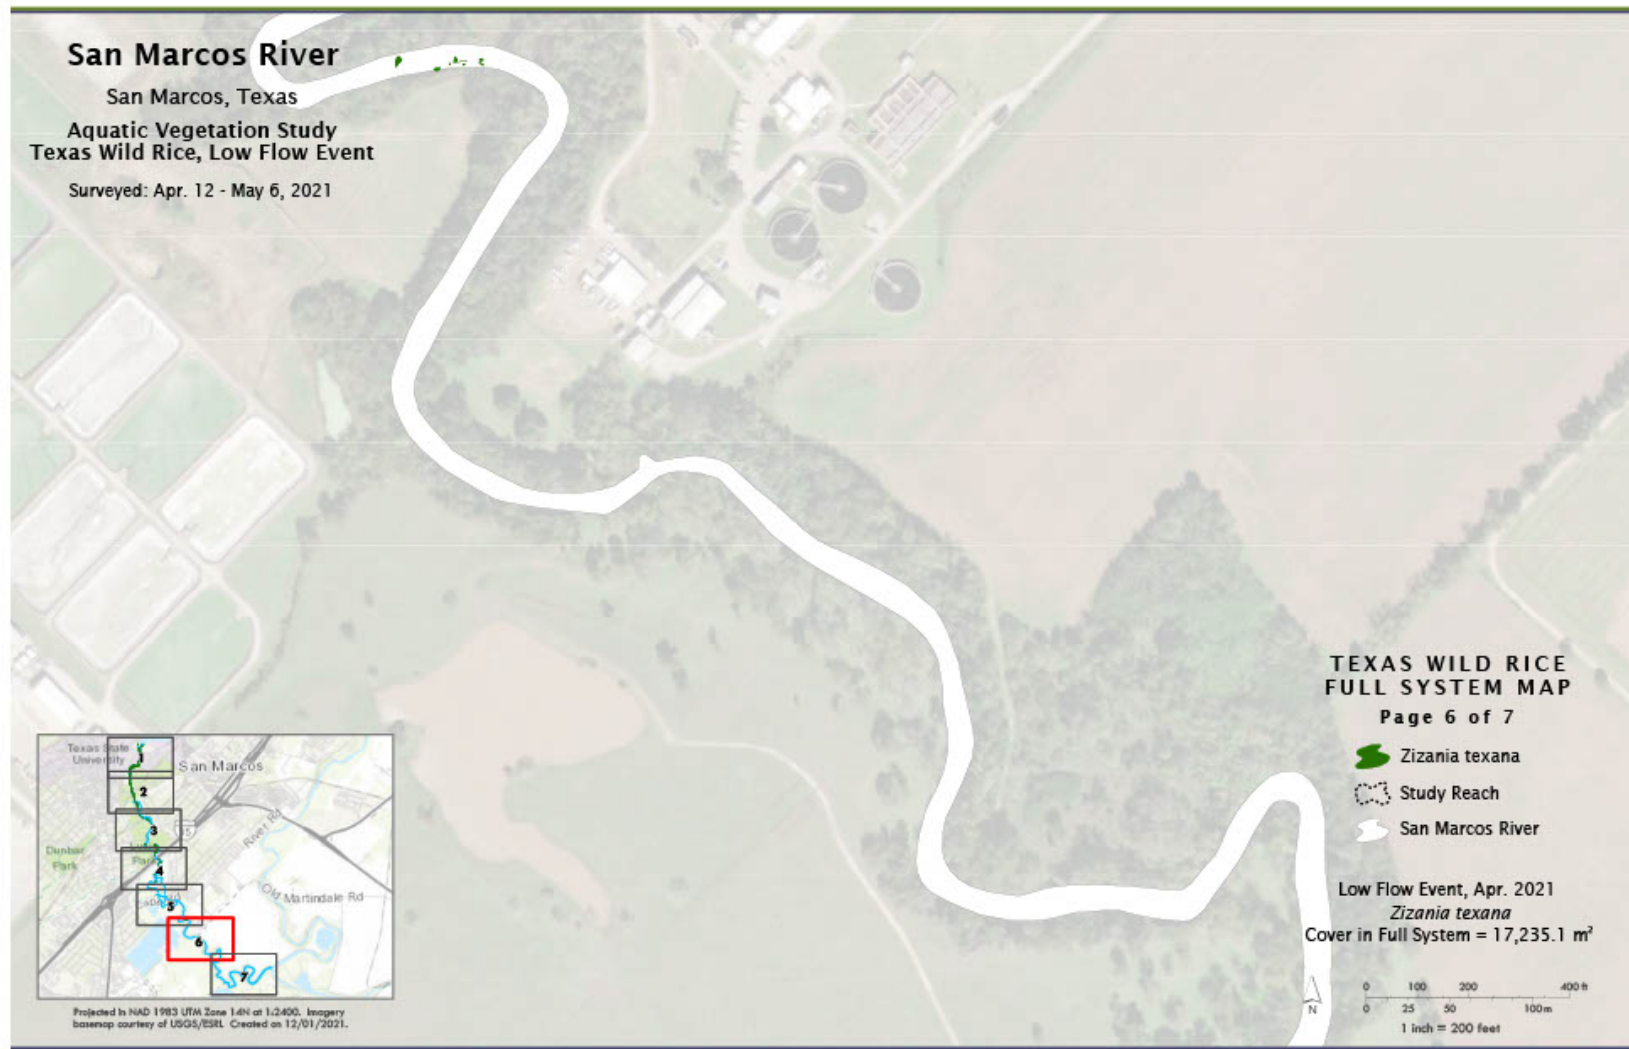 San Marcos River
San Marcos, Texas
Aquatic Vegetation Study
Texas Wild Rice, Low Flow Event
Surveyed: Apr. 12 - May 6, 2021
TEXAS WILD RICE
FULL SYSTEM MAP
Page 6 of 7
Zizania texana
Study Reach
San Marcos River
Low Flow Event, Apr. 2021
Zizania texana
Cover in Full System = 17,235.1 m²
0 100 200 400 ft
0 25 50 100 m
1 inch = 200 feet
N
Texas State
University
San Marcos
1
2
3
4
5
6
7
River Rd
Dunbar
Park
Old Martindale Rd
Projected in NAD 1983 UTM Zone 14N at 1:2400. Imagery
basemap courtesy of USGS/ESRI. Created on 12/01/2021.